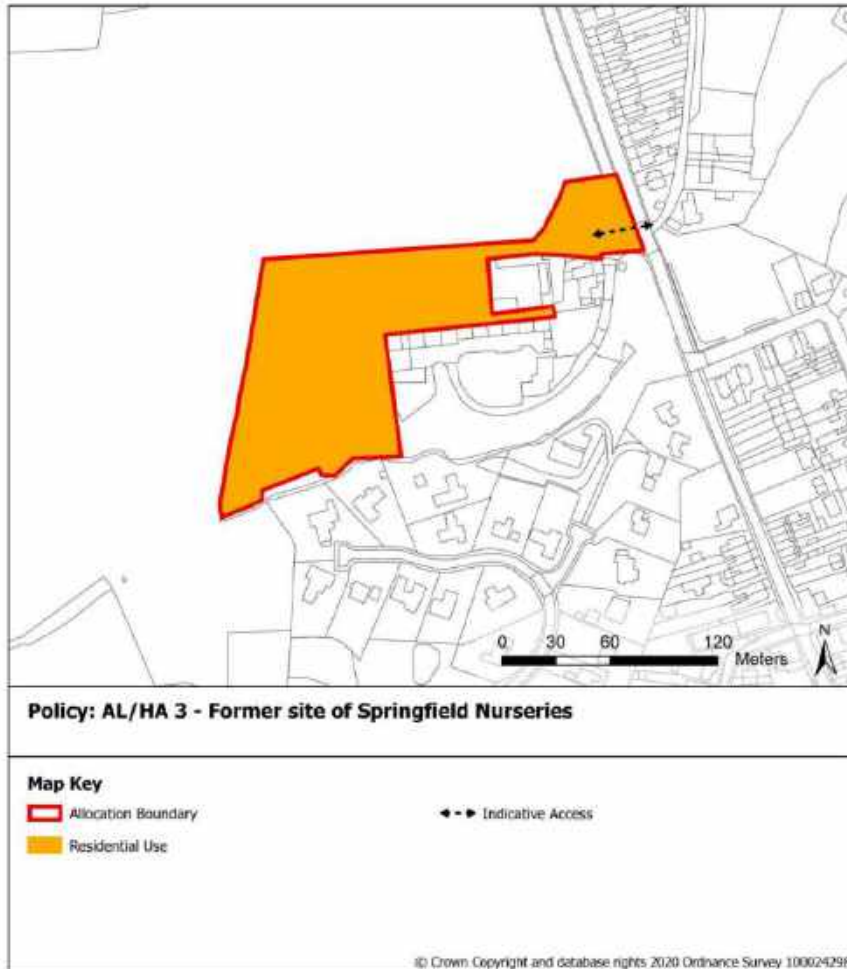 0 30 60 120
Meters
N
Policy: AL/HA 3 - Former site of Springfield Nurseries
Map Key
Allocation Boundary
Indicative Access
Residential Use
© Crown Copyright and database rights 2020 Ordnance Survey 100024298